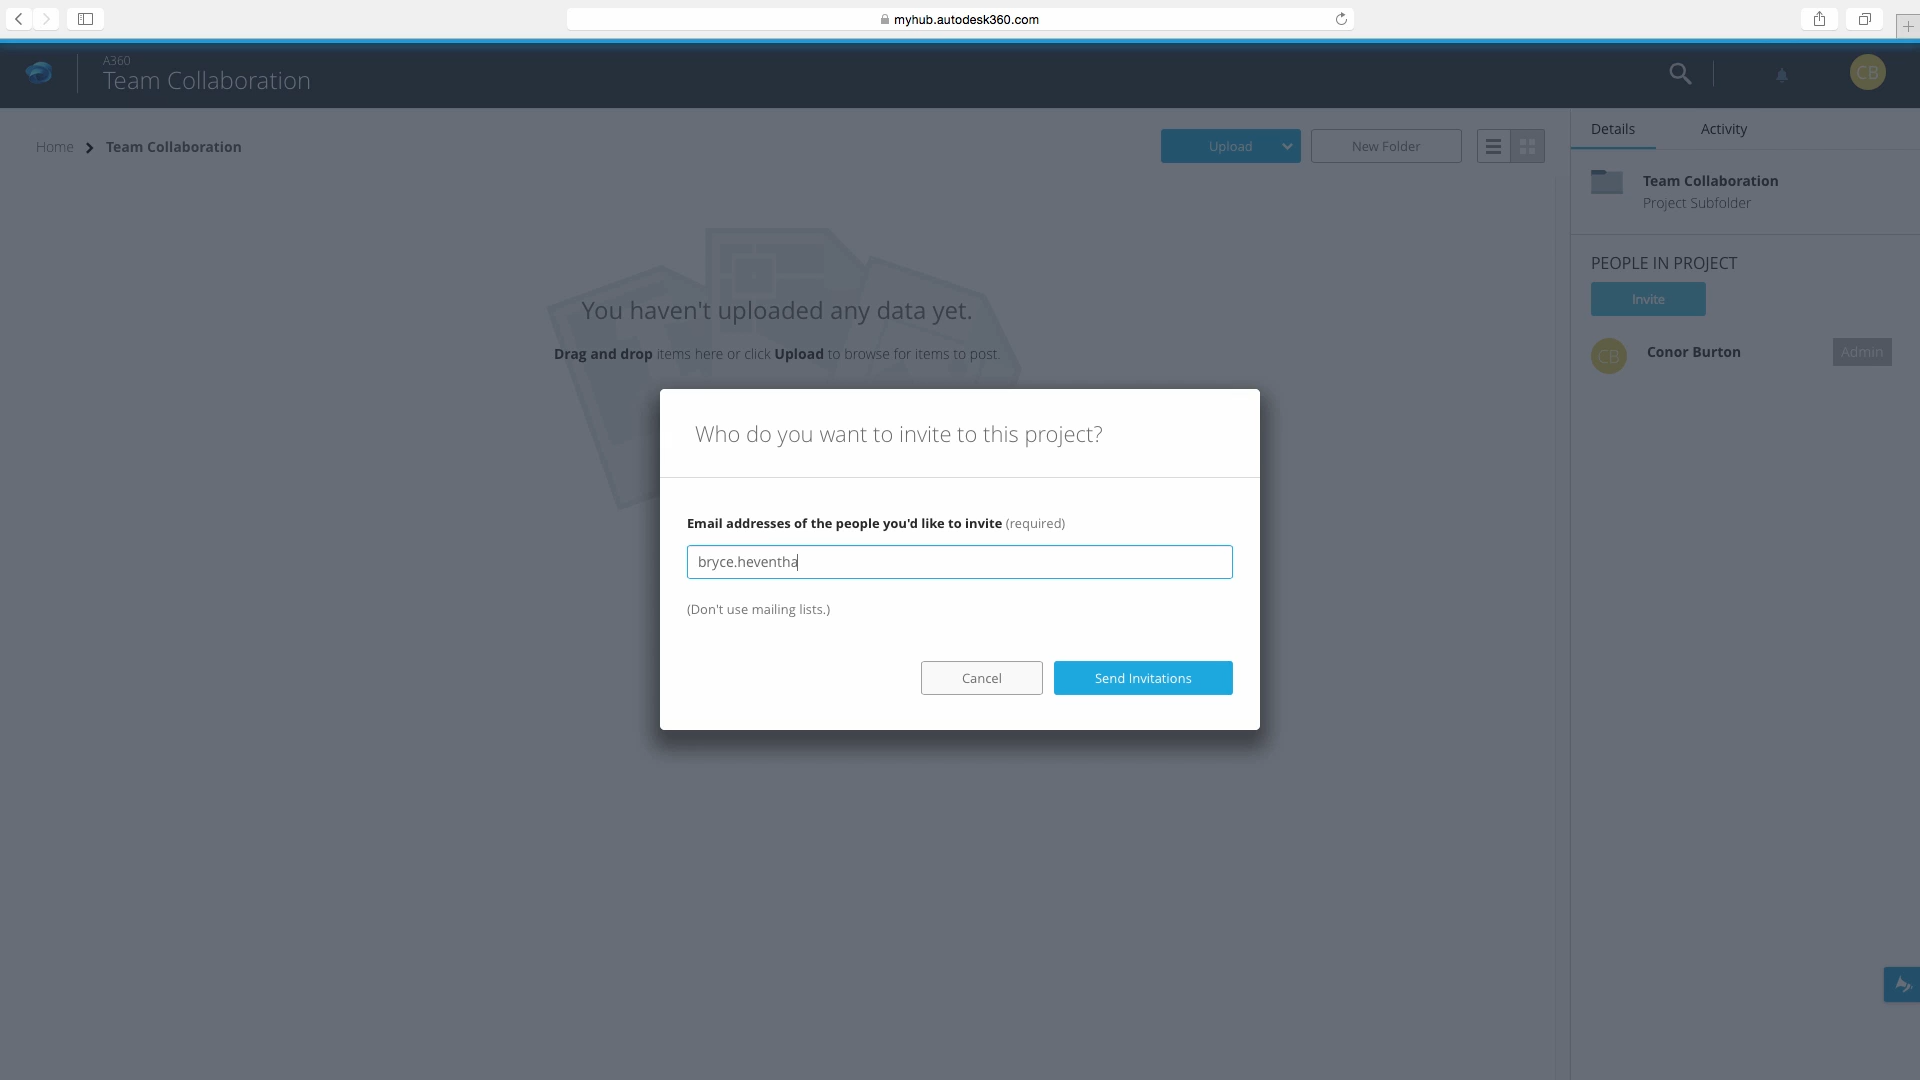 myhub.autodesk360.com
A360
Team Collaboration
CB
Home
Team Collaboration
Upload
New Folder
Details
Activity
Team Collaboration
Project Subfolder
You haven't uploaded any data yet.
Drag and drop items here or click Upload to browse for items to post.
PEOPLE IN PROJECT
Invite
CB
Conor Burton
Admin
Who do you want to invite to this project?
Email addresses of the people you'd like to invite (required)
bryce.heventha
(Don't use mailing lists.)
Cancel
Send Invitations